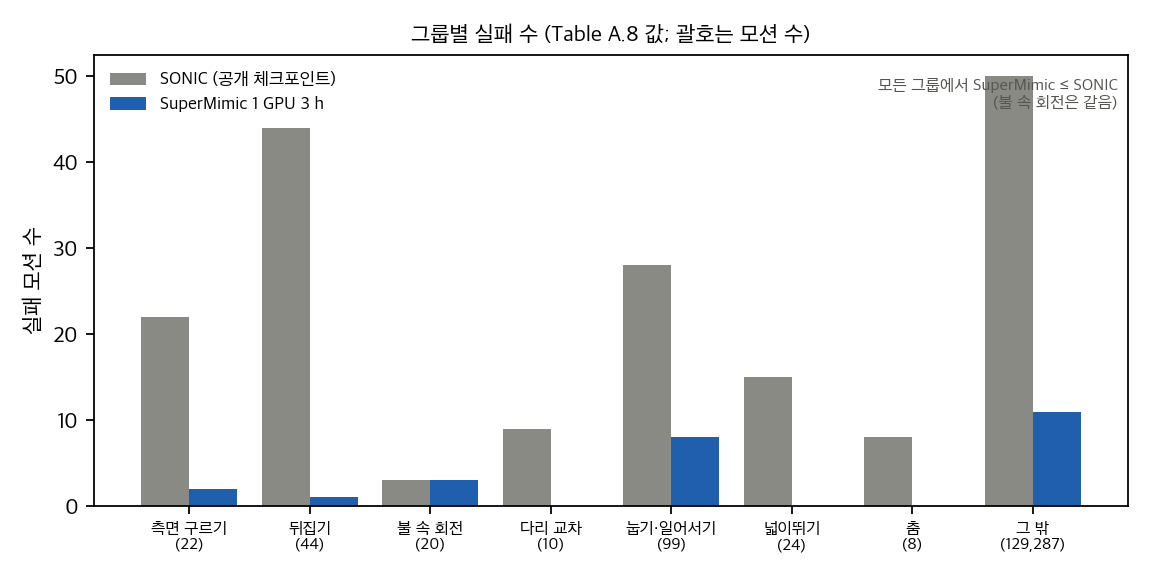 그룹별 실패 수 (Table A.8 값; 괄호는 모션 수)
SONIC (공개 체크포인트)
SuperMimic 1 GPU 3 h
모든 그룹에서 SuperMimic ≤ SONIC
(불 속 회전은 같음)
실패 모션 수
50
40
30
20
10
0
측면 구르기
(22)
뒤집기
(44)
불 속 회전
(20)
다리 교차
(10)
눕기·일어서기
(99)
넓이뛰기
(24)
춤
(8)
그 밖
(129,287)